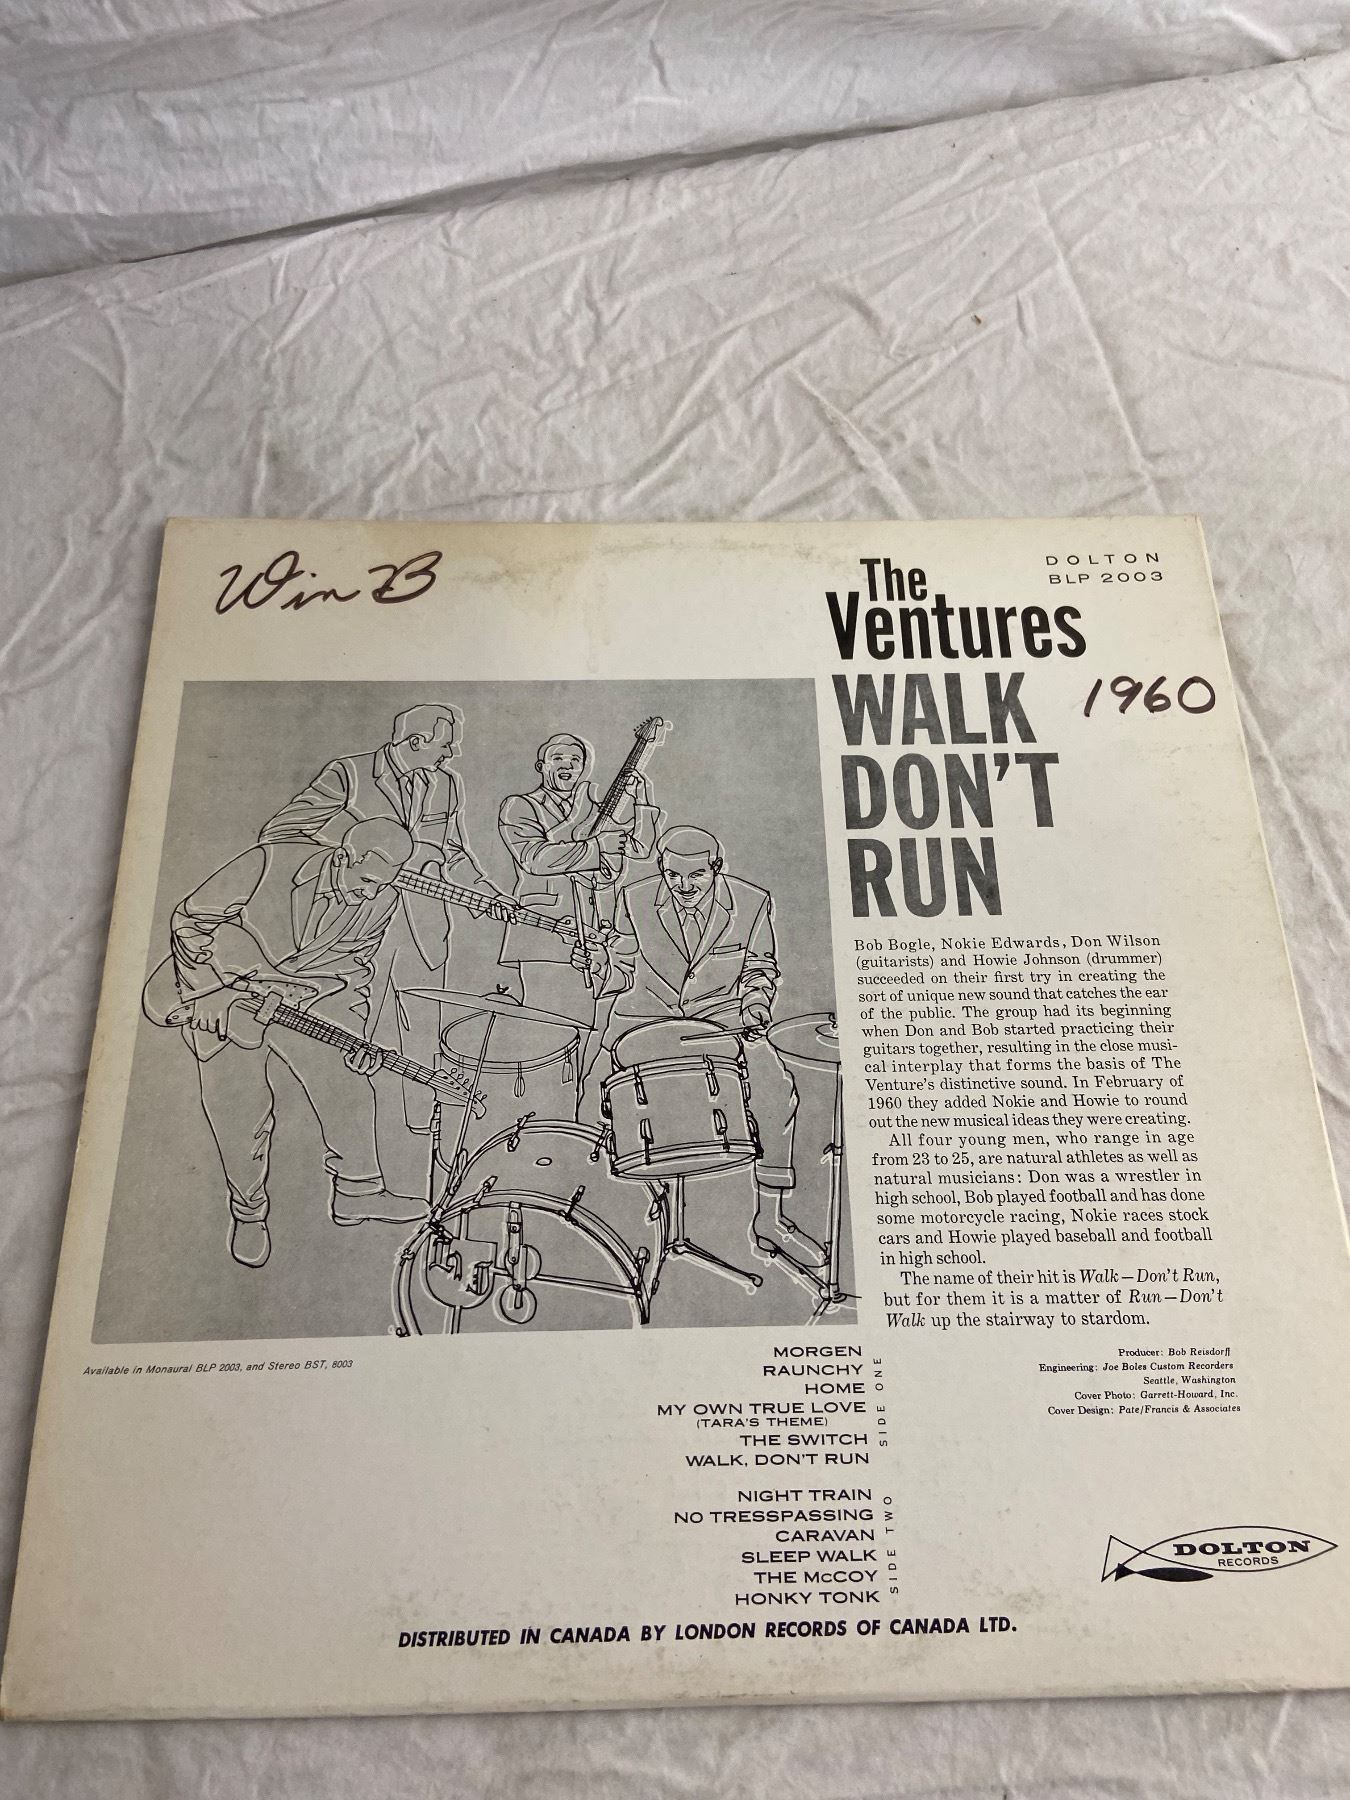 Win B
DOLTON
BLP 2003
The
Ventures
WALK
DON'T
RUN
1960
Bob Bogle, Nokie Edwards, Don Wilson
(guitarists) and Howie Johnson (drummer)
succeeded on their first try in creating the
sort of unique new sound that catches the ear
of the public. The group had its beginning
when Don and Bob started practicing their
guitars together, resulting in the close musi-
cal interplay that forms the basis of The
Venture's distinctive sound. In February of
1960 they added Nokie and Howie to round
out the new musical ideas they were creating.
All four young men, who range in age
from 23 to 25, are natural athletes as well as
natural musicians: Don was a wrestler in
high school, Bob played football and has done
some motorcycle racing, Nokie races stock
cars and Howie played baseball and football
in high school.
The name of their hit is Walk—Don't Run,
but for them it is a matter of Run—Don't
Walk up the stairway to stardom.
Available in Monaural BLP 2003, and Stereo BST, 8003
MORGEN
RAUNCHY
HOME
MY OWN TRUE LOVE
(TARA'S THEME)
THE SWITCH
WALK, DON'T RUN
SIDE ONE
NIGHT TRAIN
NO TRESSPASSING
CARAVAN
SLEEP WALK
THE McCOY
HONKY TONK
SIDE TWO
Producer: Bob Reisdorff
Engineering: Joe Boles Custom Recorders
Seattle, Washington
Cover Photo: Garrett-Howard, Inc.
Cover Design: Pate/Francis & Associates
DOLTON
RECORDS
DISTRIBUTED IN CANADA BY LONDON RECORDS OF CANADA LTD.